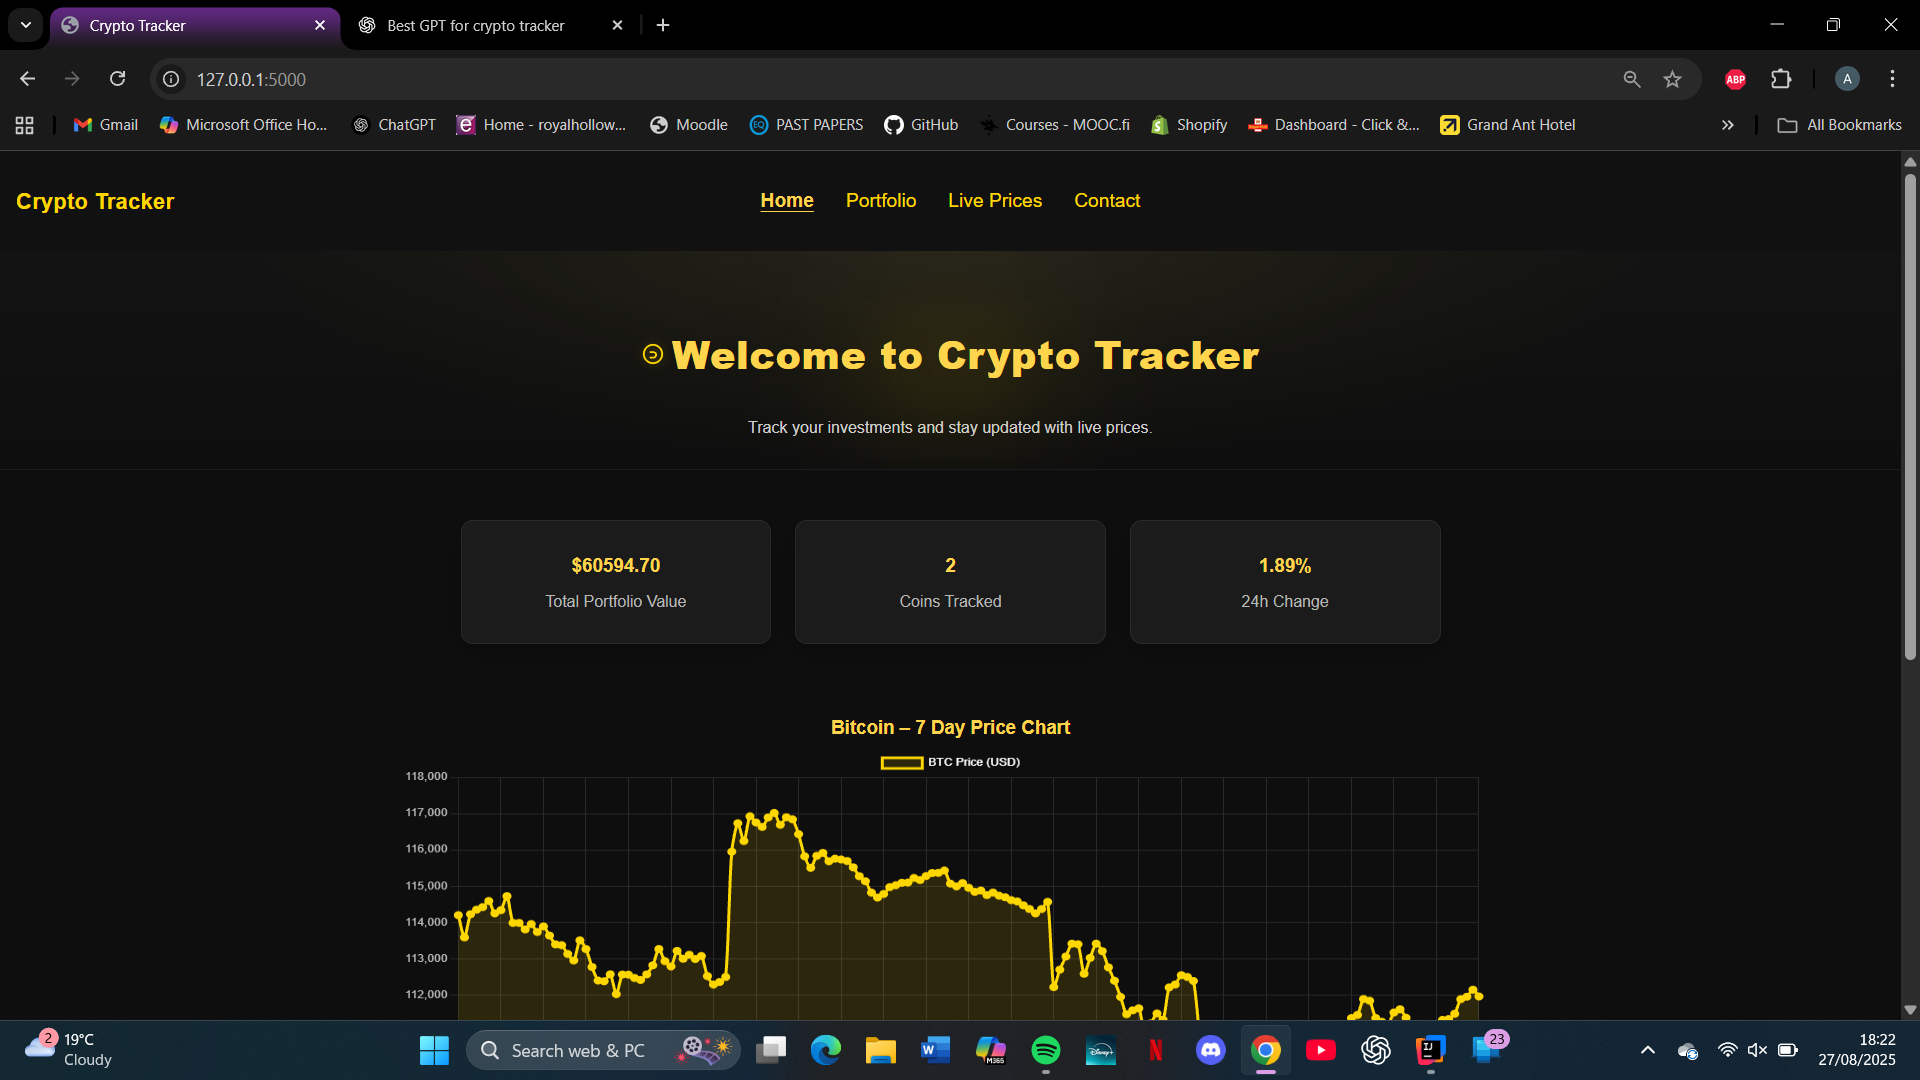 Crypto Tracker
Best GPT for crypto tracker
127.0.0.1:5000
ABP
A
Gmail
Microsoft Office Ho...
ChatGPT
Home - royalhollow...
Moodle
EQ
PAST PAPERS
GitHub
Courses - MOOC.fi
Shopify
Dashboard - Click &...
Grand Ant Hotel
All Bookmarks
Crypto Tracker
Home
Portfolio
Live Prices
Contact
Welcome to Crypto Tracker
Track your investments and stay updated with live prices.
$60594.70
Total Portfolio Value
2
Coins Tracked
1.89%
24h Change
Bitcoin – 7 Day Price Chart
BTC Price (USD)
118,000
117,000
116,000
115,000
114,000
113,000
112,000
2
19°C
Cloudy
Search web & PC
W
M365
Disney+
N
IJ
23
18:22
27/08/2025